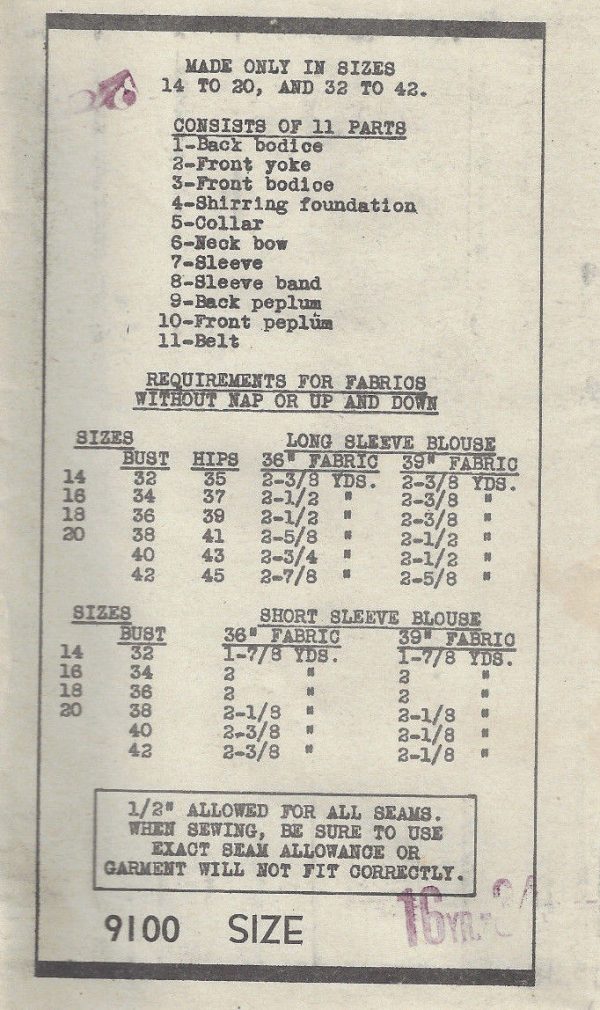 MADE ONLY IN SIZES
14 TO 20, AND 32 TO 42.
CONSISTS OF 11 PARTS
1-Back bodice
2-Front yoke
3-Front bodice
4-Shirring foundation
5-Collar
6-Neck bow
7-Sleeve
8-Sleeve band
9-Back peplum
10-Front peplum
11-Belt
REQUIREMENTS FOR FABRICS
WITHOUT NAP OR UP AND DOWN
SIZES LONG SLEEVE BLOUSE
BUST HIPS 36" FABRIC 39" FABRIC
14 32 35 2-3/8 YDS. 2-3/8 YDS.
16 34 37 2-1/2 " 2-3/8 "
18 36 39 2-1/2 " 2-3/8 "
20 38 41 2-5/8 " 2-1/2 "
40 43 2-3/4 " 2-1/2 "
42 45 2-7/8 " 2-5/8 "
SIZES SHORT SLEEVE BLOUSE
BUST 36" FABRIC 39" FABRIC
14 32 1-7/8 YDS. 1-7/8 YDS.
16 34 2 " 2 "
18 36 2 " 2 "
20 38 2-1/8 " 2-1/8 "
40 2-3/8 " 2-1/8 "
42 2-3/8 " 2-1/8 "
1/2" ALLOWED FOR ALL SEAMS.
WHEN SEWING, BE SURE TO USE
EXACT SEAM ALLOWANCE OR
GARMENT WILL NOT FIT CORRECTLY.
9100 SIZE 16 YR.